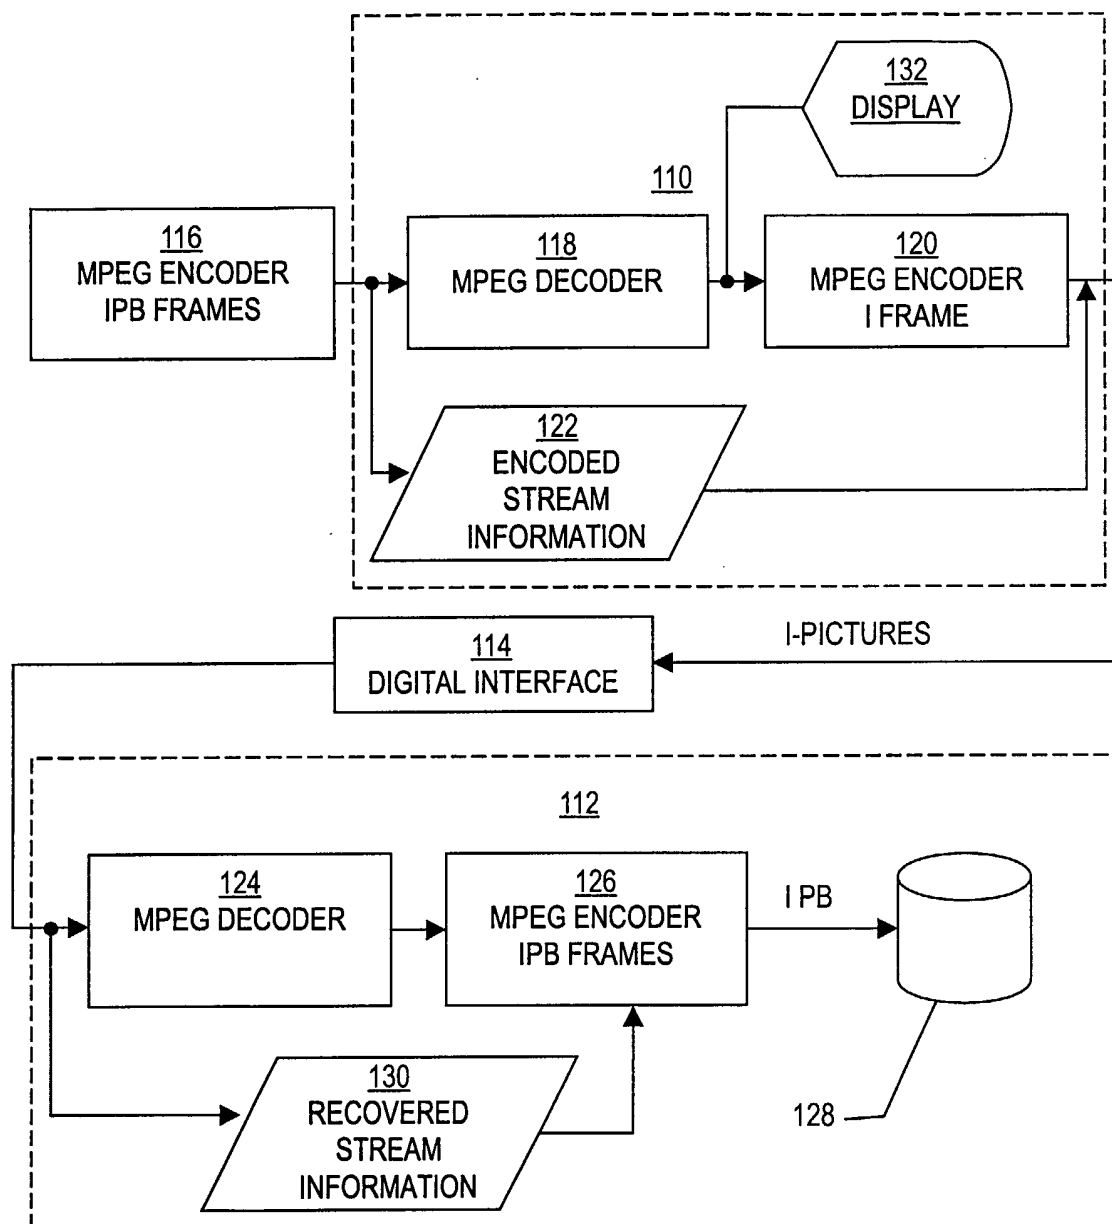 132
DISPLAY
110
116
MPEG ENCODER
IPB FRAMES
118
MPEG DECODER
120
MPEG ENCODER
I FRAME
122
ENCODED
STREAM
INFORMATION
I-PICTURES
114
DIGITAL INTERFACE
112
124
MPEG DECODER
126
MPEG ENCODER
IPB FRAMES
I PB
130
RECOVERED
STREAM
INFORMATION
128